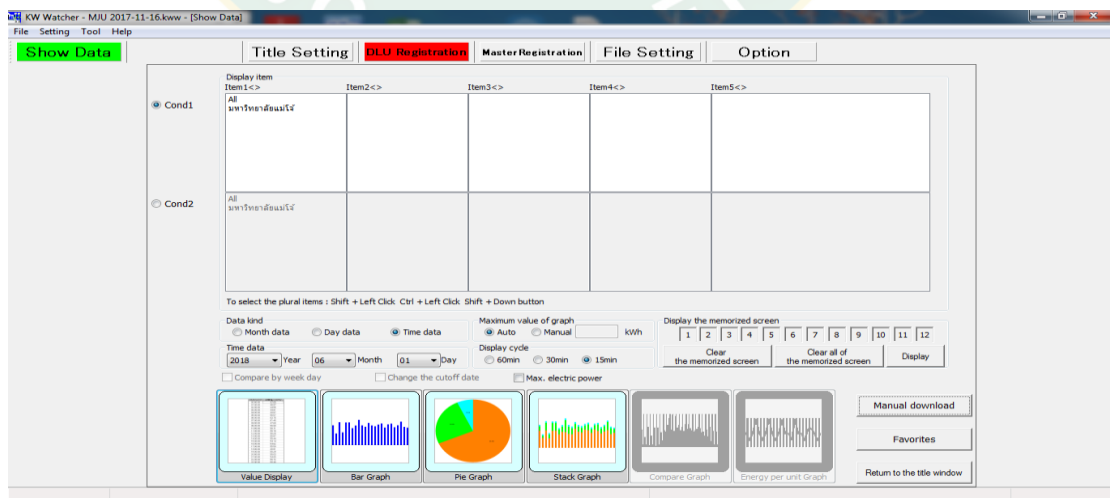 KW Watcher - MJU 2017-11-16.kww - [Show Data]
File Setting Tool Help
Show Data Title Setting DLU Registration MasterRegistration File Setting Option
Display item
Item1<> Item2<> Item3<> Item4<> Item5<>
Cond1
All
มหาวิทยาลัยแม่โจ้
Cond2
All
มหาวิทยาลัยแม่โจ้
To select the plural items : Shift + Left Click Ctrl + Left Click Shift + Down button
Data kind
Month data Day data Time data
Maximum value of graph
Auto Manual kWh
Display the memorized screen
1 2 3 4 5 6 7 8 9 10 11 12
Time data
2018 Year 06 Month 01 Day
Display cycle
60min 30min 15min
Clear
the memorized screen
Clear all of
the memorized screen
Display
Compare by week day Change the cutoff date Max. electric power
Value Display Bar Graph Pie Graph Stack Graph Compare Graph Energy per unit Graph
Manual download
Favorites
Return to the title window